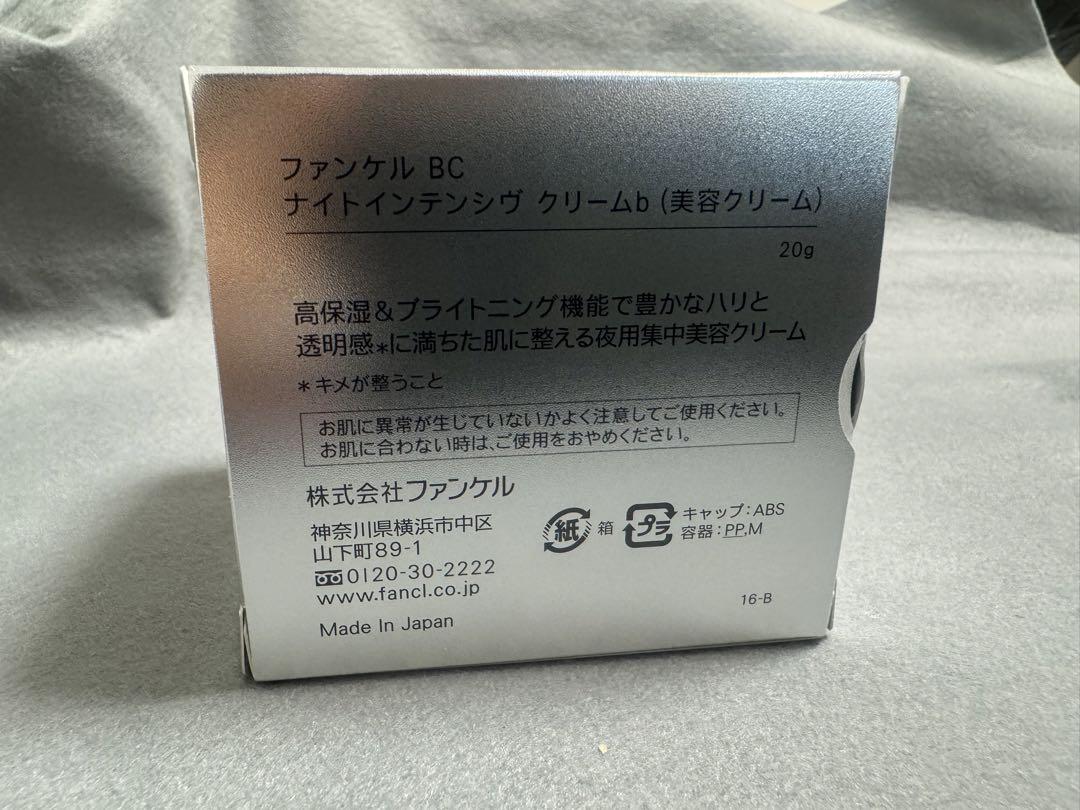 ファンケル BC
ナイトインテンシヴ クリームb (美容クリーム)
20g
高保湿&ブライトニング機能で豊かなハリと
透明感*に満ちた肌に整える夜用集中美容クリーム
*キメが整うこと
お肌に異常が生じていないかよく注意してご使用ください。
お肌に合わない時は、ご使用をおやめください。
株式会社ファンケル
神奈川県横浜市中区
山下町89-1
0120-30-2222
www.fancl.co.jp
Made In Japan
紙 箱
プラ キャップ:ABS
容器:PP,M
16-B